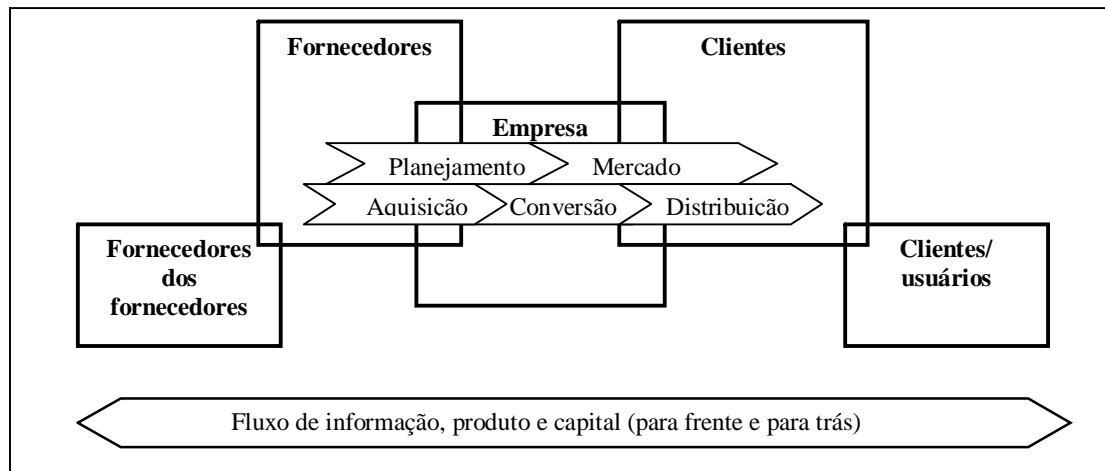 Fornecedores
Clientes
Empresa
Planejamento
Mercado
Aquisição
Conversão
Distribuição
Fornecedores
dos
fornecedores
Clientes/
usuários
Fluxo de informação, produto e capital (para frente e para trás)